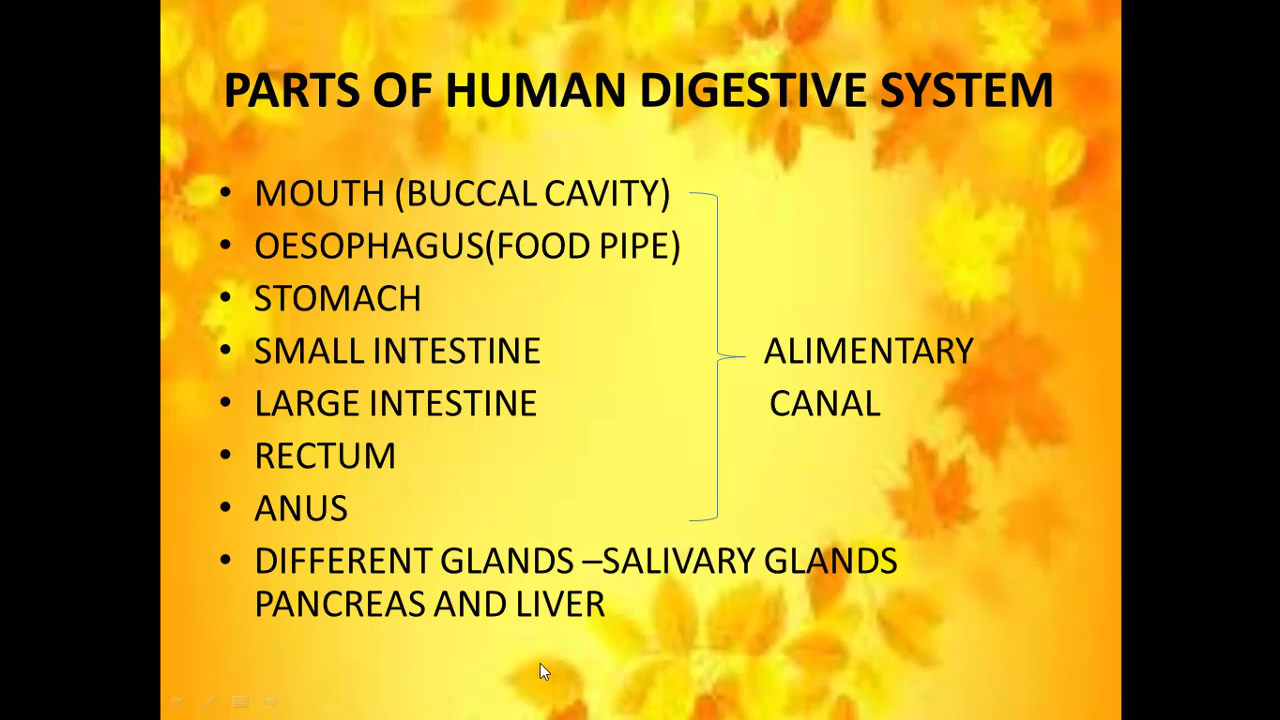 PARTS OF HUMAN DIGESTIVE SYSTEM
• MOUTH (BUCCAL CAVITY)
• OESOPHAGUS(FOOD PIPE)
• STOMACH
• SMALL INTESTINE ALIMENTARY
• LARGE INTESTINE CANAL
• RECTUM
• ANUS
• DIFFERENT GLANDS –SALIVARY GLANDS
PANCREAS AND LIVER